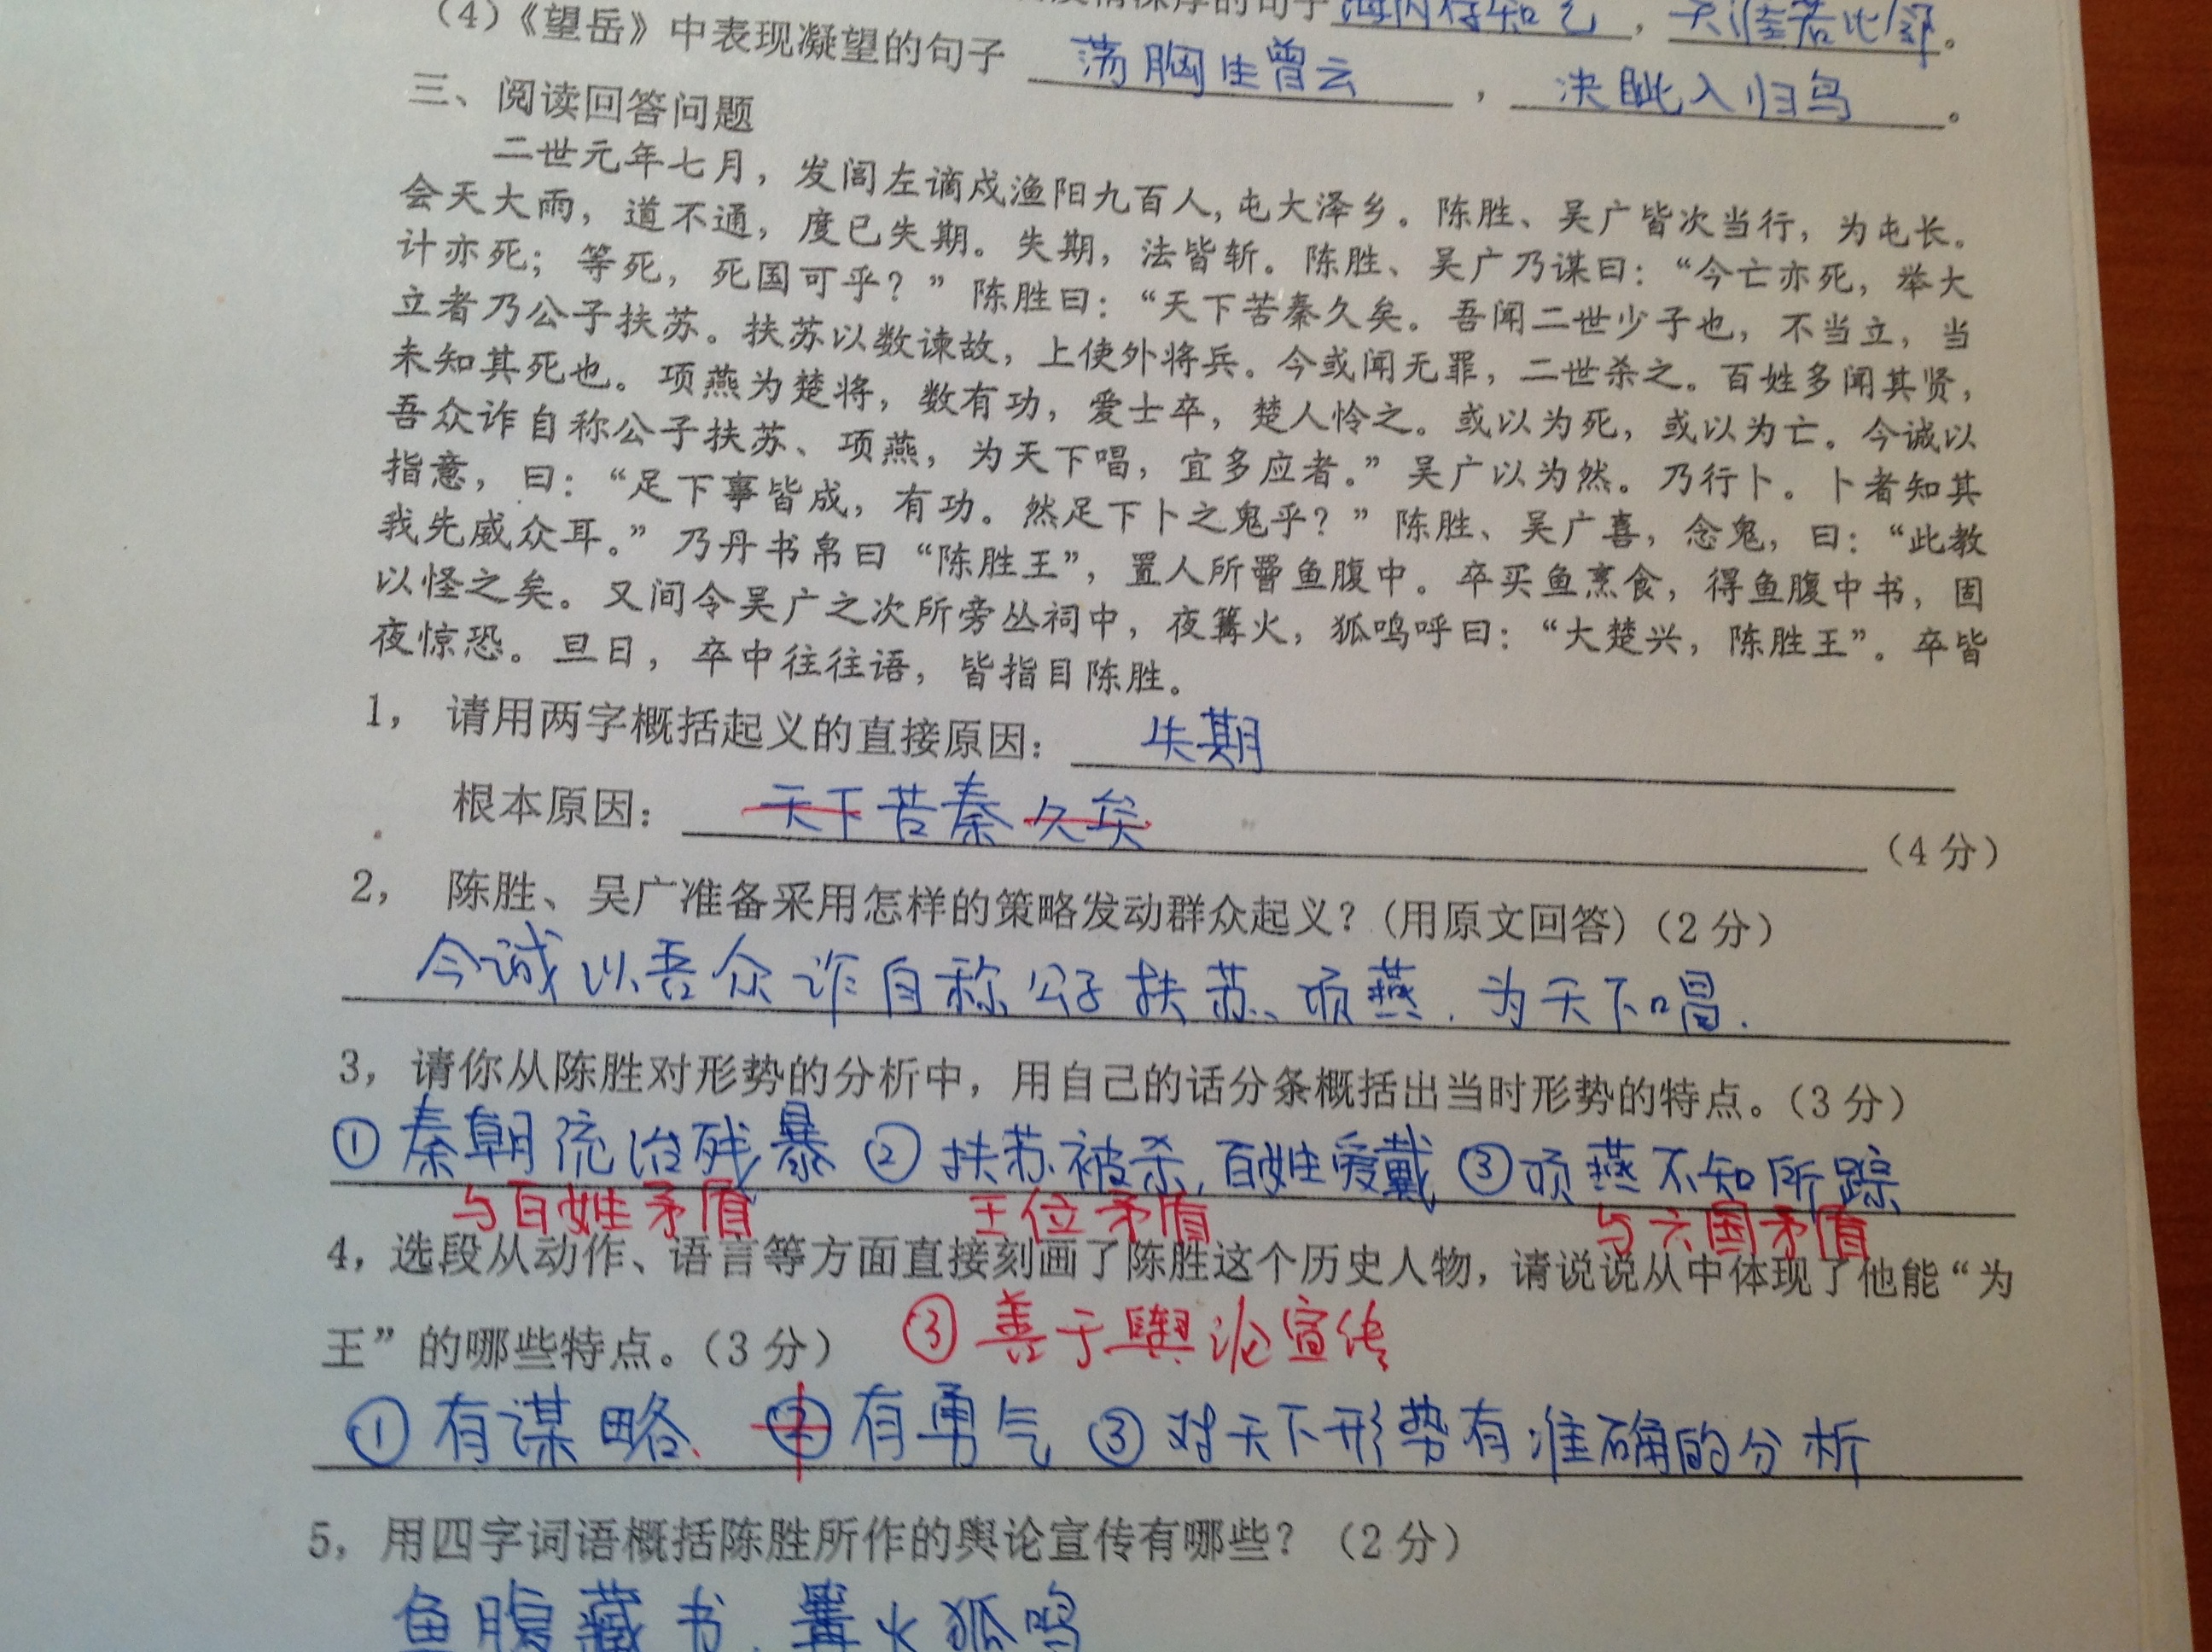 的句子 海内存知己，天涯若比邻。
（4）《望岳》中表现凝望的句子 荡胸生曾云，决眦入归鸟。
三、阅读回答问题
二世元年七月，发闾左谪戍渔阳九百人，屯大泽乡。陈胜、吴广皆次当行，为屯长。
会天大雨，道不通，度已失期。失期，法皆斩。陈胜、吴广乃谋曰：“今亡亦死，举大
计亦死；等死，死国可乎？”陈胜曰：“天下苦秦久矣。吾闻二世少子也，不当立，当
立者乃公子扶苏。扶苏以数谏故，上使外将兵。今或闻无罪，二世杀之。百姓多闻其贤，
未知其死也。项燕为楚将，数有功，爱士卒，楚人怜之。或以为死，或以为亡。今诚以
吾众诈自称公子扶苏、项燕，为天下唱，宜多应者。”吴广以为然。乃行卜。卜者知其
指意，曰：“足下事皆成，有功。然足下卜之鬼乎？”陈胜、吴广喜，念鬼，曰：“此教
我先威众耳。”乃丹书帛曰“陈胜王”，置人所罾鱼腹中。卒买鱼烹食，得鱼腹中书，固
以怪之矣。又间令吴广之次所旁丛祠中，夜篝火，狐鸣呼曰：“大楚兴，陈胜王”。卒皆
夜惊恐。旦日，卒中往往语，皆指目陈胜。
1， 请用两字概括起义的直接原因： 失期
根本原因： 天下苦秦久矣 （4分）
2， 陈胜、吴广准备采用怎样的策略发动群众起义？（用原文回答）（2分）
今诚以吾众诈自称公子扶苏、项燕，为天下唱.
3，请你从陈胜对形势的分析中，用自己的话分条概括出当时形势的特点。（3分）
①秦朝统治残暴 ②扶苏被杀，百姓爱戴 ③项燕不知所踪
与百姓矛盾 王位矛盾 与六国矛盾
4，选段从动作、语言等方面直接刻画了陈胜这个历史人物，请说说从中体现了他能“为
王”的哪些特点。（3分） ③善于舆论宣传
①有谋略、②有勇气 ③对天下形势有准确的分析
5，用四字词语概括陈胜所作的舆论宣传有哪些？（2分）
鱼腹藏书、篝火狐鸣